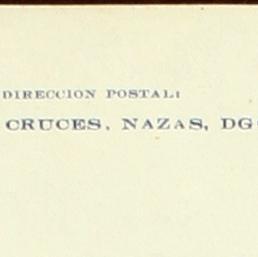 DIRECCION POSTAL:
CRUCES, NAZAS, DG